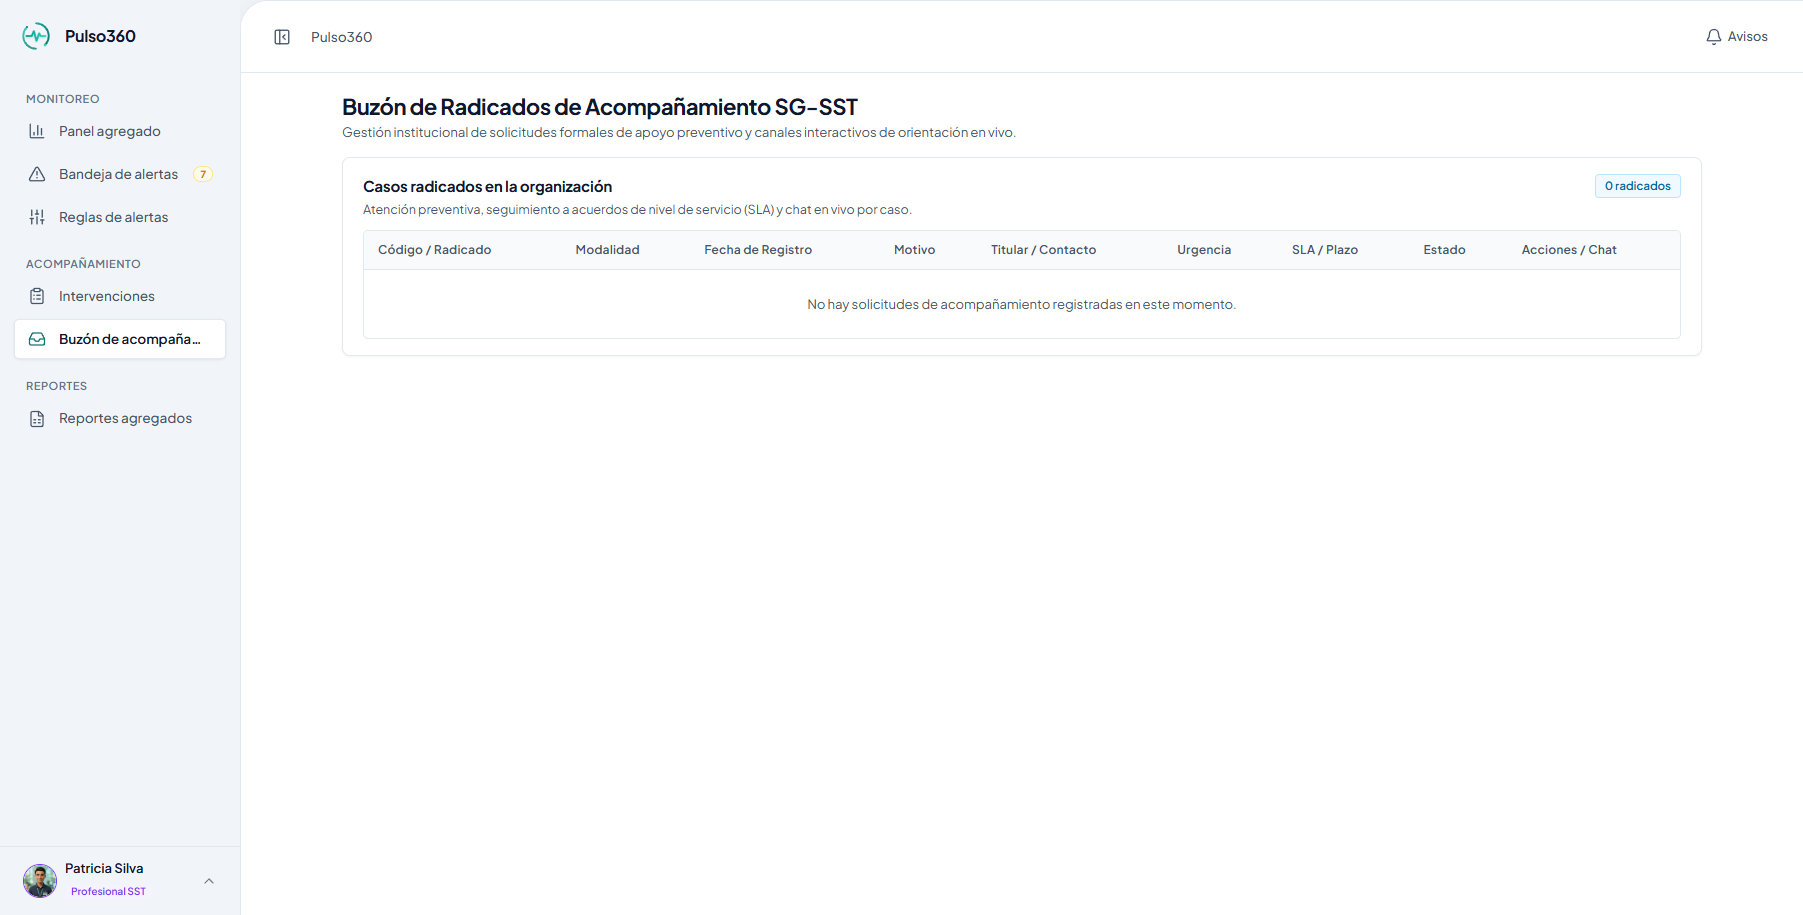 Pulso360
Pulso360
Avisos
MONITOREO
Panel agregado
Bandeja de alertas 7
Reglas de alertas
ACOMPAÑAMIENTO
Intervenciones
Buzón de acompaña...
REPORTES
Reportes agregados
Buzón de Radicados de Acompañamiento SG-SST
Gestión institucional de solicitudes formales de apoyo preventivo y canales interactivos de orientación en vivo.
Casos radicados en la organización
0 radicados
Atención preventiva, seguimiento a acuerdos de nivel de servicio (SLA) y chat en vivo por caso.
Código / Radicado Modalidad Fecha de Registro Motivo Titular / Contacto Urgencia SLA / Plazo Estado Acciones / Chat
No hay solicitudes de acompañamiento registradas en este momento.
Patricia Silva
Profesional SST